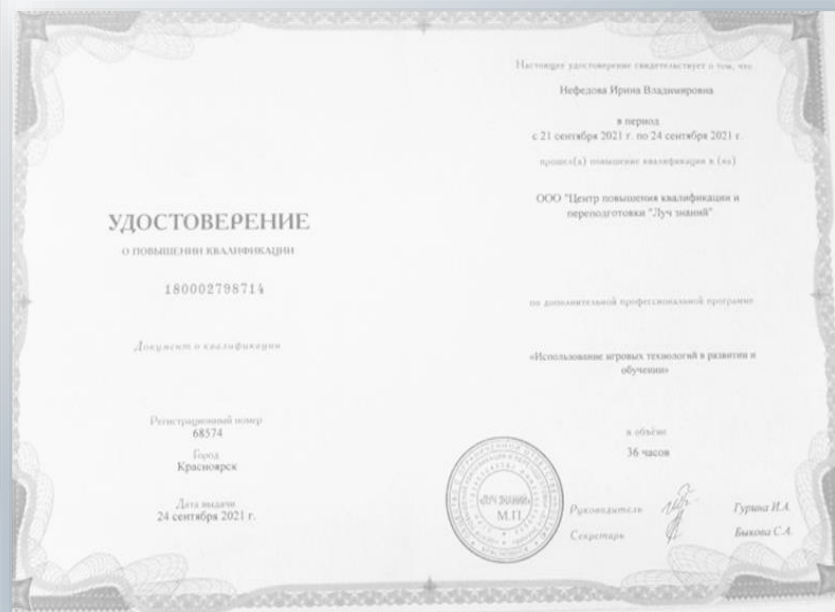 УДОСТОВЕРЕНИЕ
О ПОВЫШЕНИИ КВАЛИФИКАЦИИ
180002798714
Документ о квалификации
Регистрационный номер
68574
Город
Красноярск
Дата выдачи
24 сентября 2021 г.
Настоящее удостоверение свидетельствует о том, что
Нефедова Ирина Владимировна
в период
с 21 сентября 2021 г. по 24 сентября 2021 г.
прошел(а) повышение квалификации в (на)
ООО "Центр повышения квалификации и
переподготовки "Луч знаний"
по дополнительной профессиональной программе
«Использование игровых технологий в развитии и
обучении»
в объёме
36 часов
«ЛУЧ ЗНАНИЙ»
М.П.
Руководитель
Гурина И.А.
Секретарь
Быкова С.А.